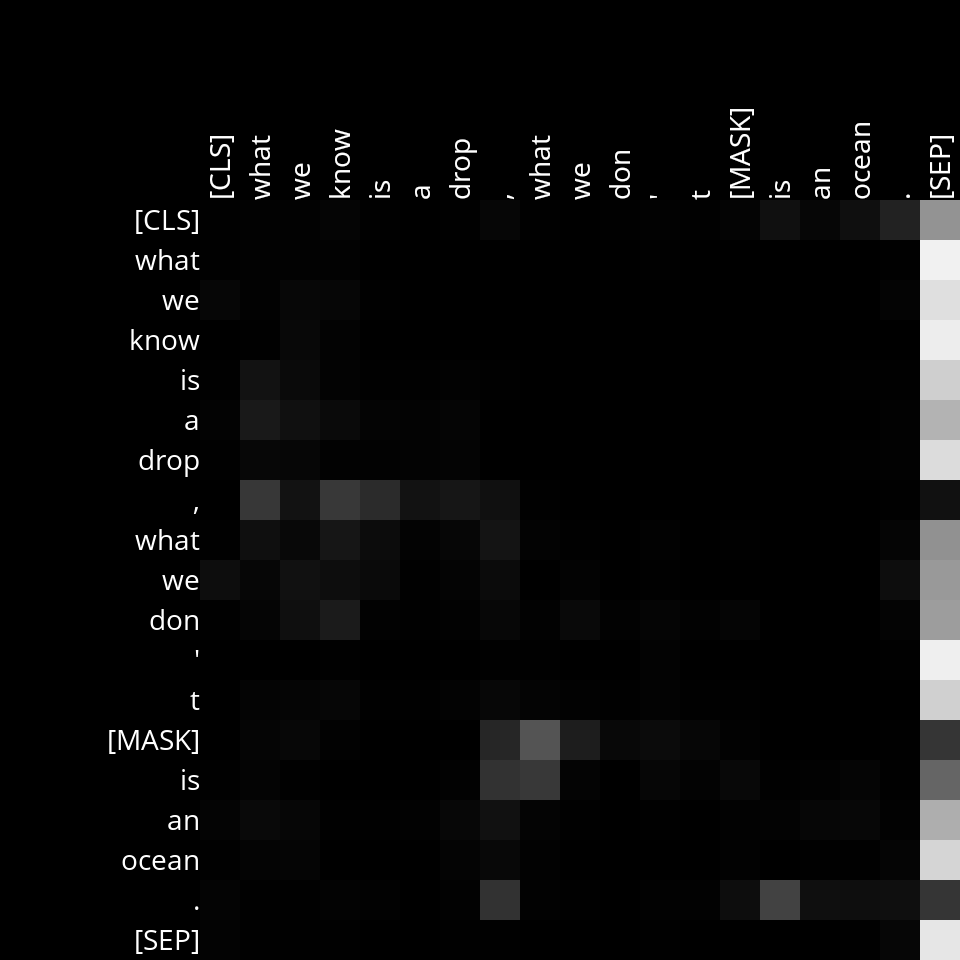 [CLS] what we know is a drop , what we don ' t [MASK] is an ocean . [SEP]
[CLS]
what
we
know
is
a
drop
,
what
we
don
'
t
[MASK]
is
an
ocean
.
[SEP]